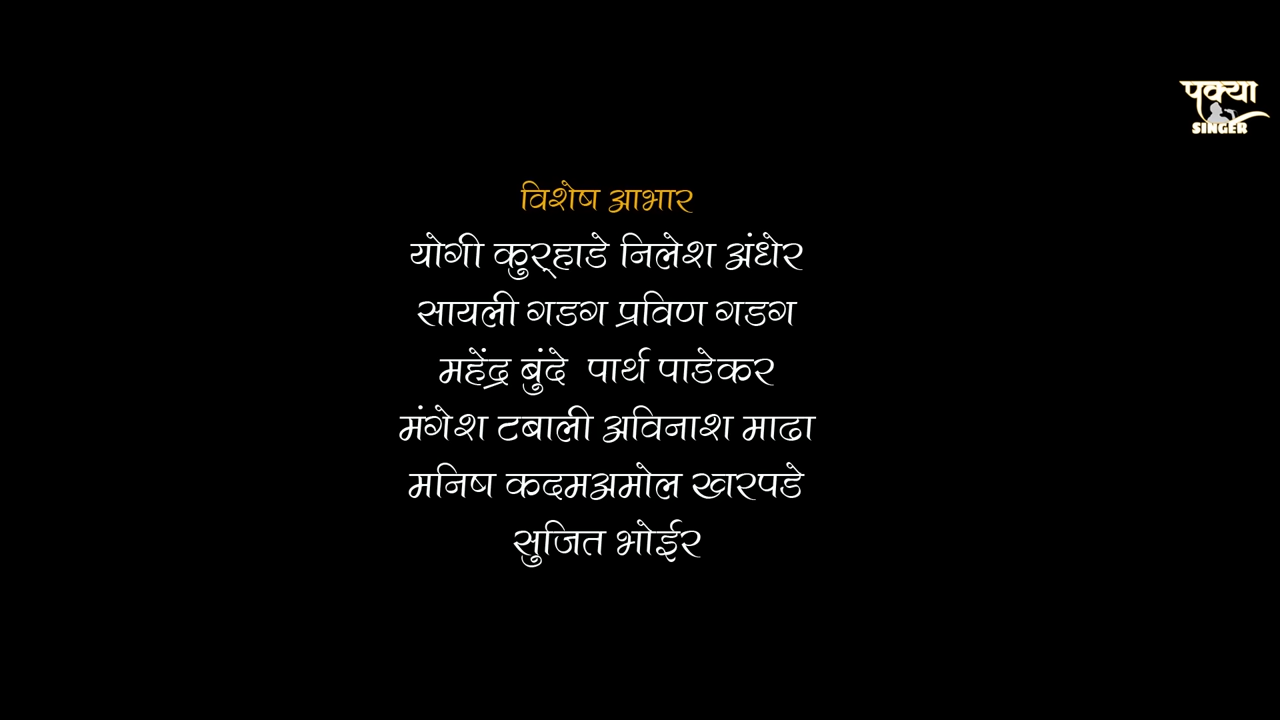 पक्या
SINGER
विशेष आभार
योगी कुऱ्हाडे निलेश अंधेर
सायली गडग प्रविण गडग
महेंद्र बुंदे पार्थ पाडेकर
मंगेश टबाली अविनाश माढा
मनिष कदमअमोल खरपडे
सुजित भोईर